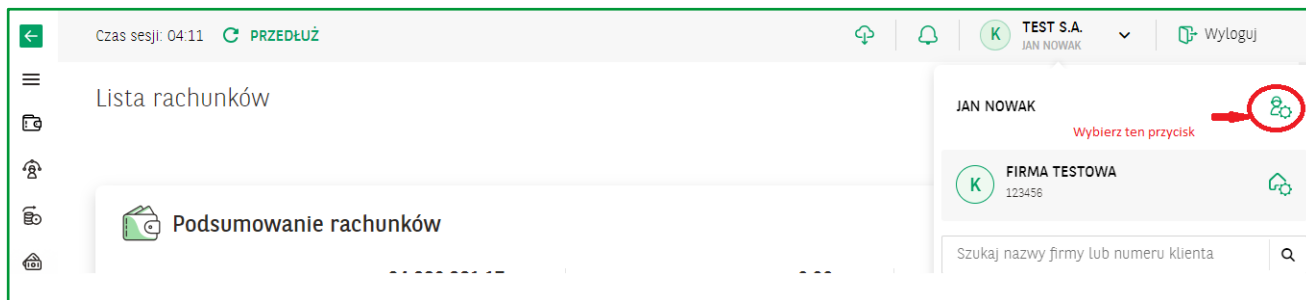 Czas sesji: 04:11 PRZEDŁUŻ
K TEST S.A.
JAN NOWAK
Wyloguj
Lista rachunków
JAN NOWAK
Wybierz ten przycisk
K FIRMA TESTOWA
123456
Podsumowanie rachunków
Szukaj nazwy firmy lub numeru klienta